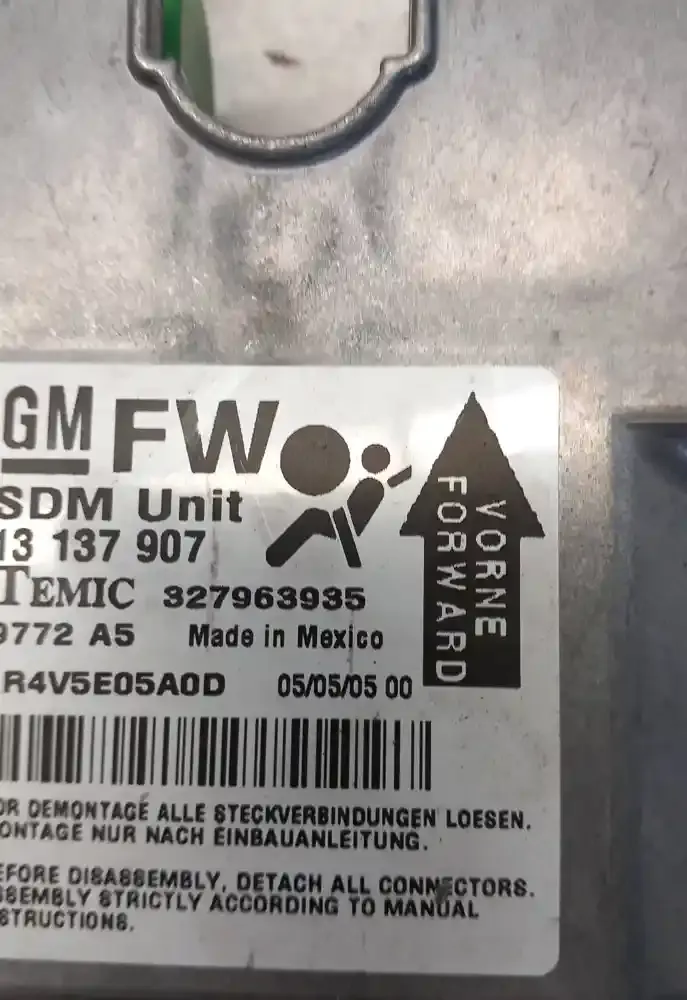 GM FW
SDM Unit
13 137 907
TEMIC 327963935
9772 A5 Made in Mexico
R4V5E05A0D 05/05/05 00
VORNE
FORWARD
OR DEMONTAGE ALLE STECKVERBINDUNGEN LOESEN.
ONTAGE NUR NACH EINBAUANLEITUNG.
EFORE DISASSEMBLY, DETACH ALL CONNECTORS.
SSEMBLY STRICTLY ACCORDING TO MANUAL
STRUCTIONS.